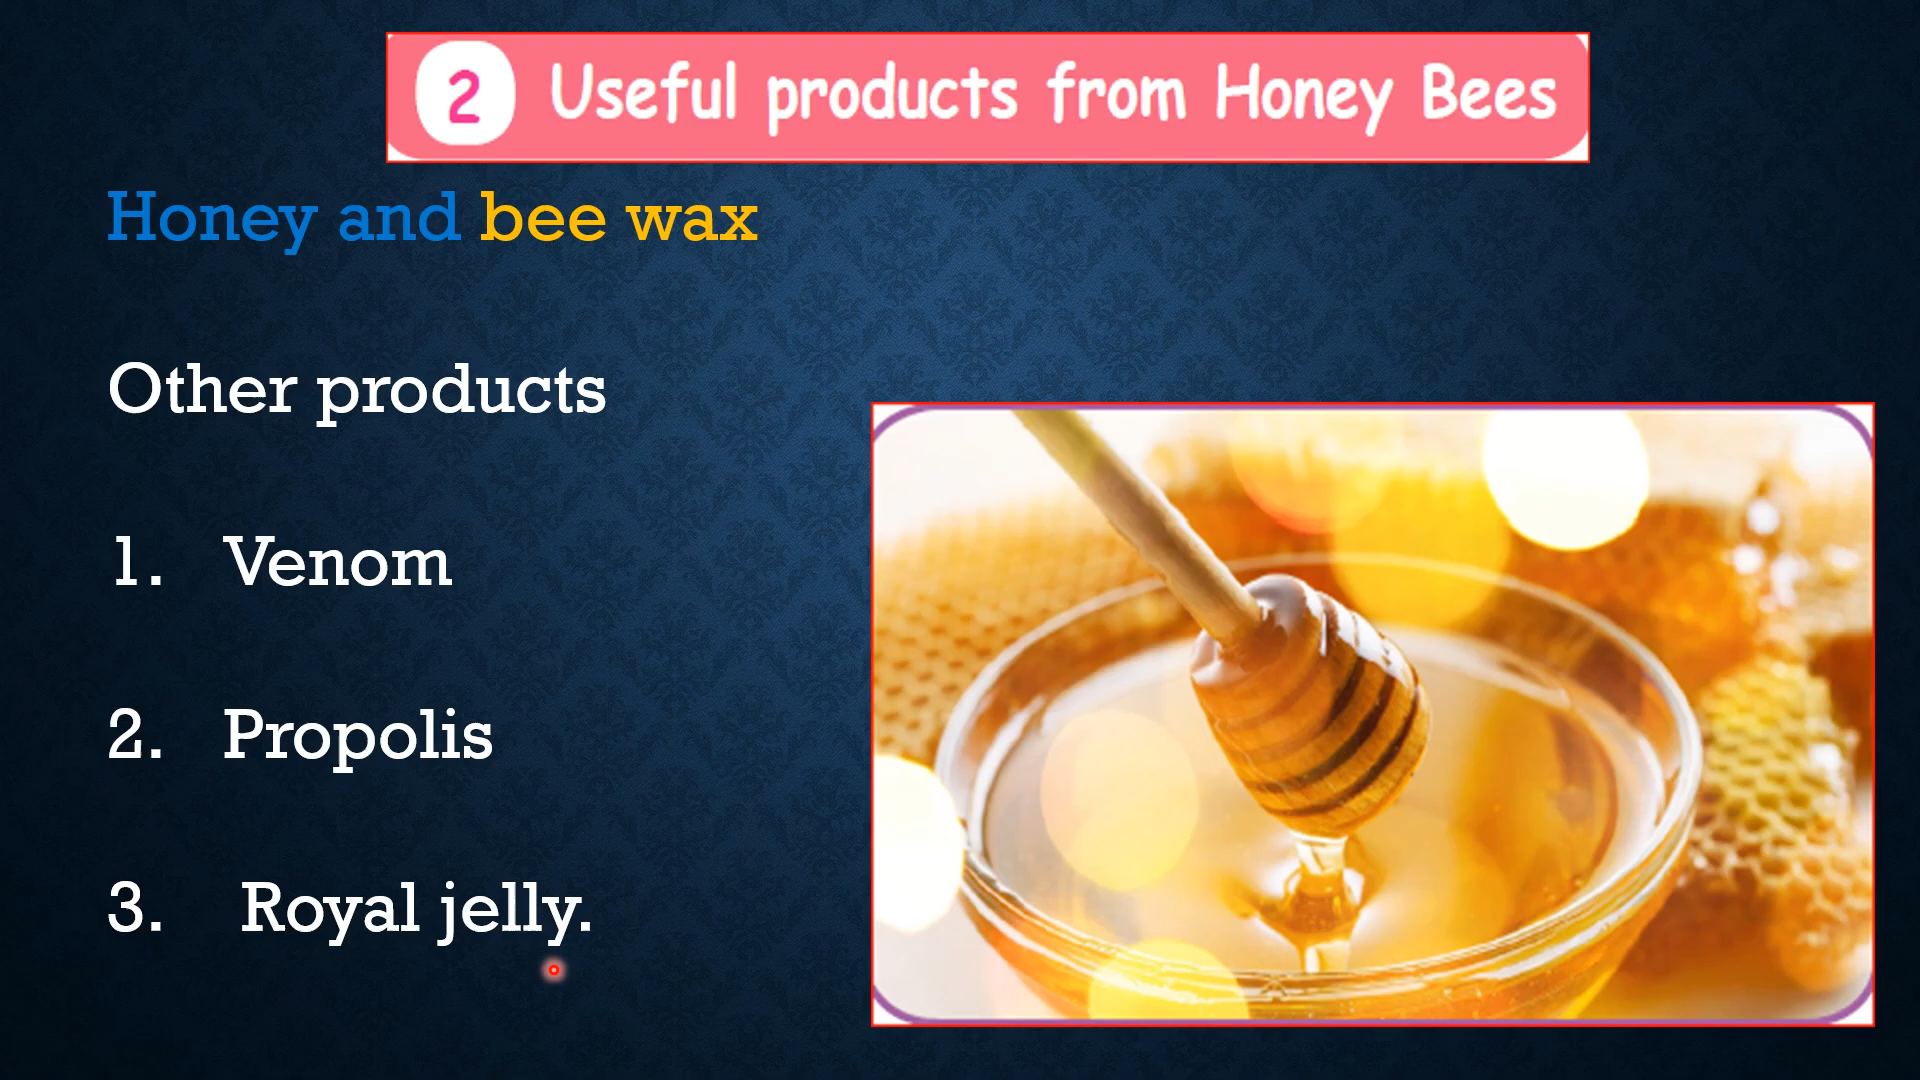 2 Useful products from Honey Bees
Honey and bee wax
Other products
1. Venom
2. Propolis
3. Royal jelly.